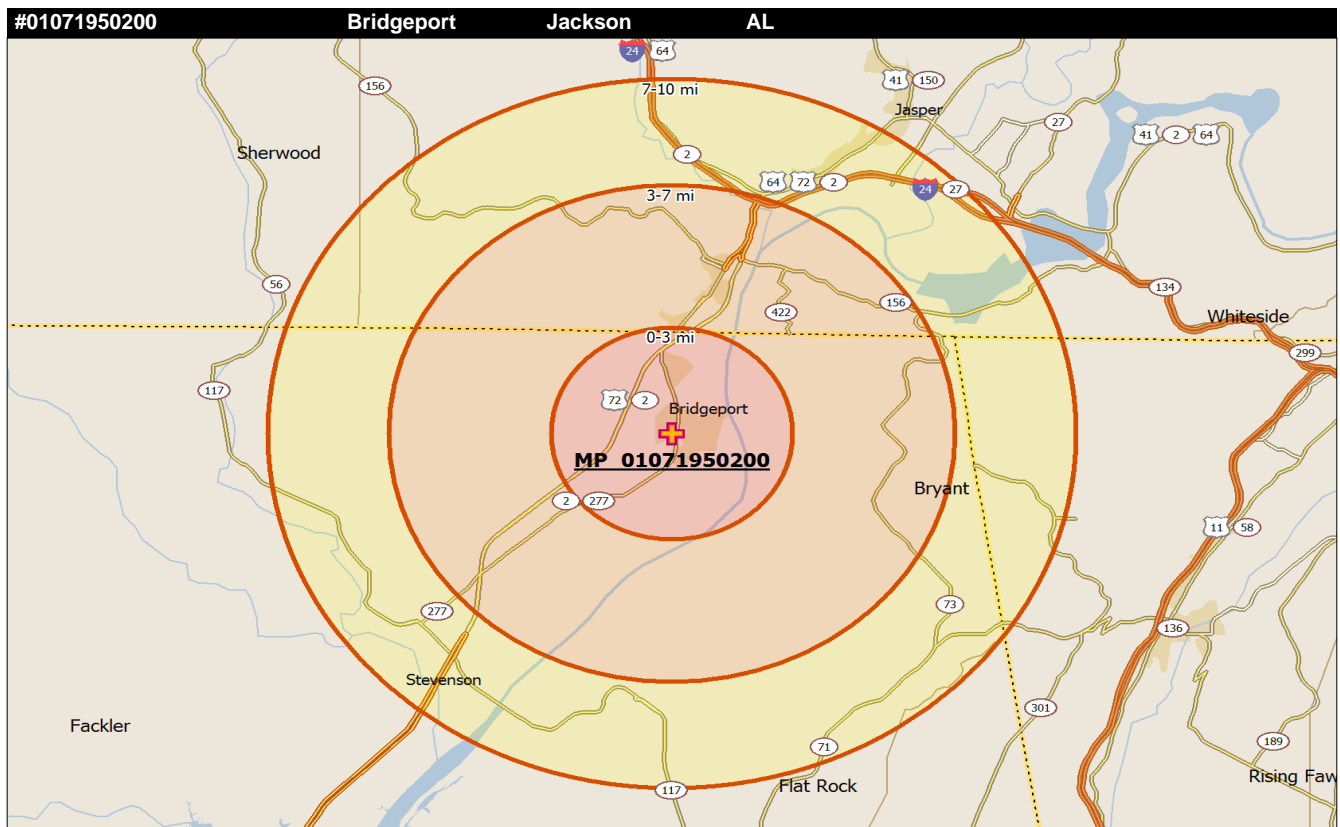 #01071950200 Bridgeport Jackson AL
24 64
41 150
156
7-10 mi
Jasper
27
41 2 64
Sherwood
2
64 72 2
24 27
3-7 mi
56
134
156
422
Whiteside
0-3 mi
299
117
72 2
Bridgeport
MP 01071950200
Bryant
2 277
11 58
277
73
136
Stevenson
301
Fackler
71
189
Flat Rock
Rising Faw
117